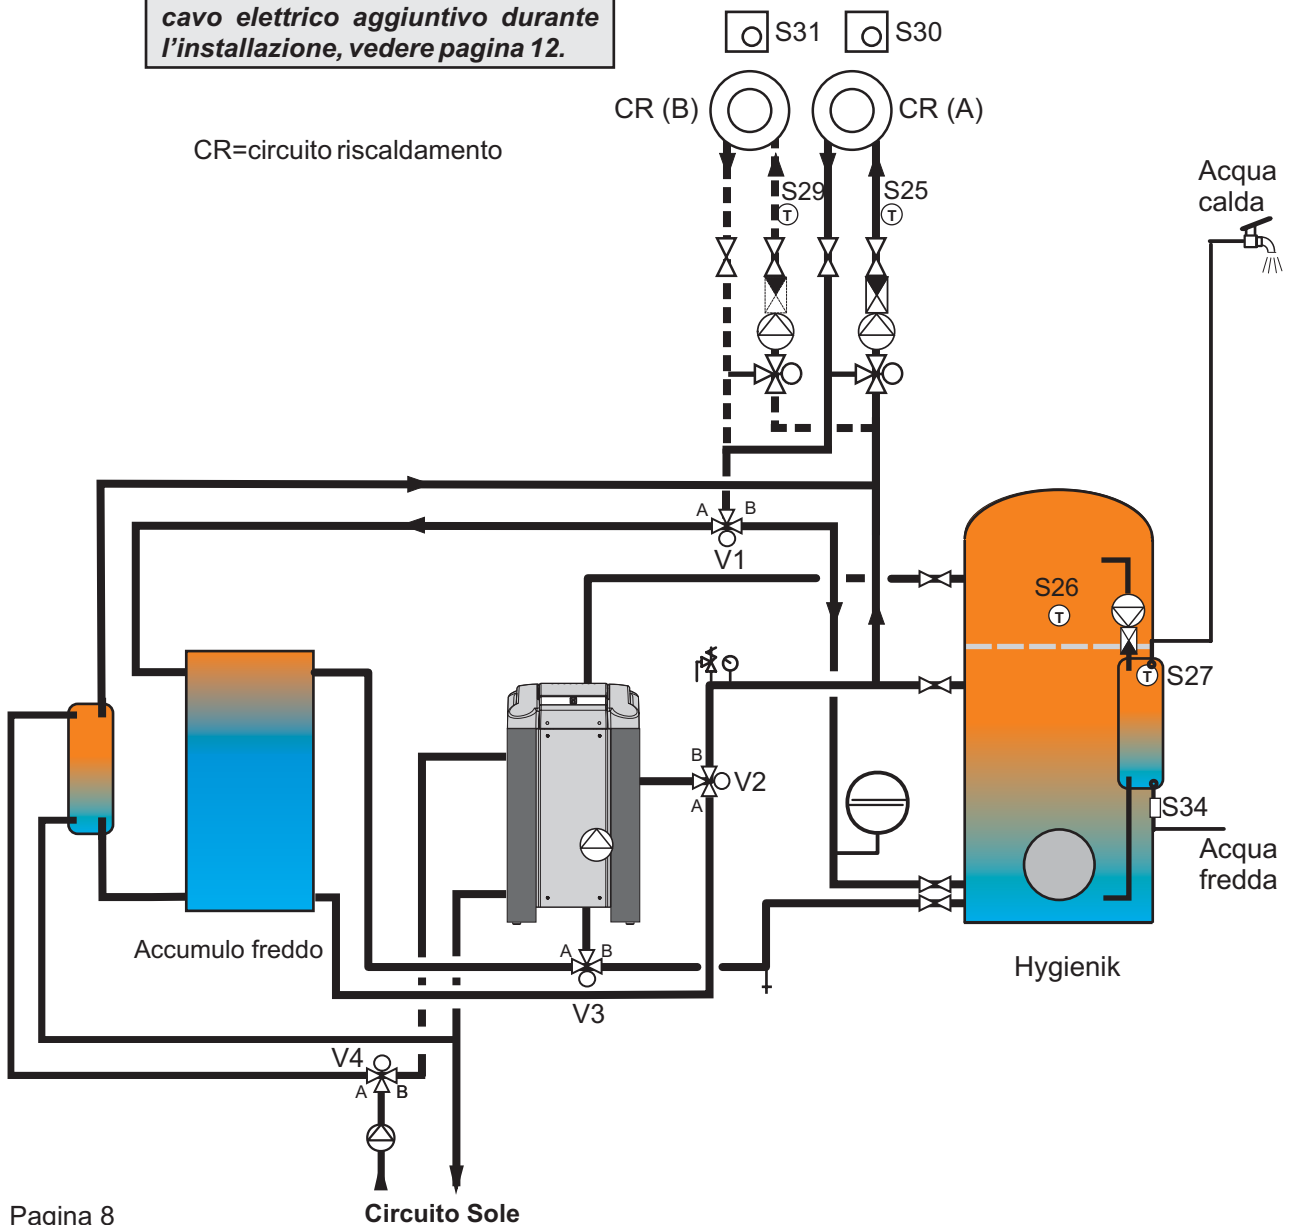 cavo elettrico aggiuntivo durante
l'installazione, vedere pagina 12.
S31
S30
CR (B)
CR (A)
CR=circuito riscaldamento
Acqua
calda
S29
S25
T
T
A
B
V1
S26
T
S27
T
B
V2
A
S34
Acqua
fredda
Accumulo freddo
A
B
Hygienik
V3
V4
A
B
Circuito Sole
Pagina 8